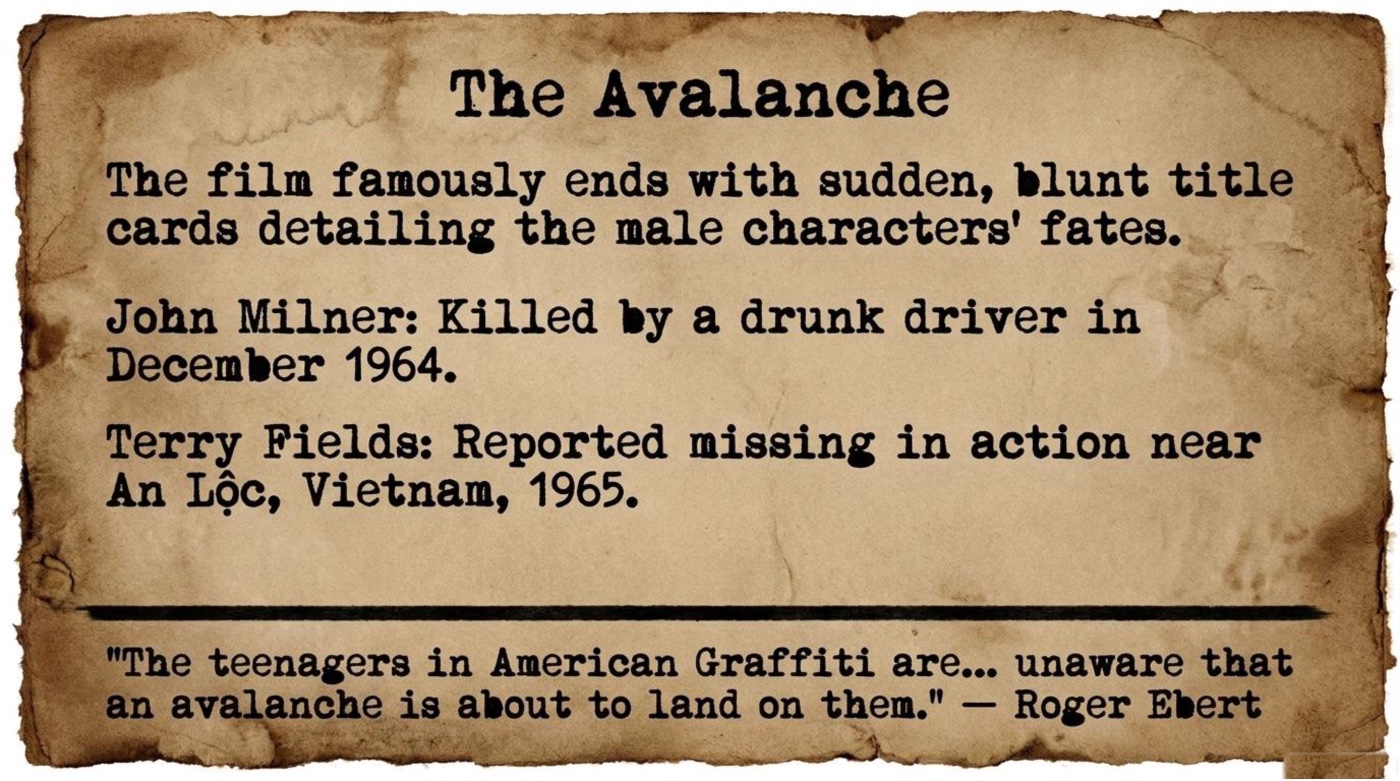 The Avalanche
The film famously ends with sudden, blunt title
cards detailing the male characters' fates.
John Milner: Killed by a drunk driver in
December 1964.
Terry Fields: Reported missing in action near
An Lộc, Vietnam, 1965.
"The teenagers in American Graffiti are... unaware that
an avalanche is about to land on them." — Roger Ebert